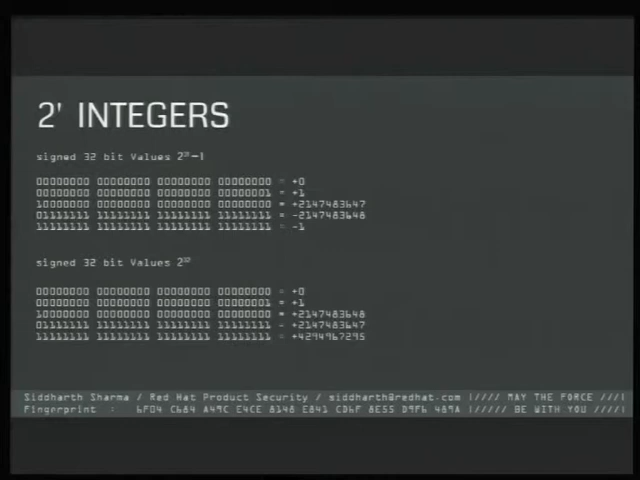 2' INTEGERS
signed 32 bit Values 2³¹-1
00000000 00000000 00000000 00000000 = +0
00000000 00000000 00000000 00000001 = +1
10000000 00000000 00000000 00000000 = +2147483647
01111111 11111111 11111111 11111111 = -2147483648
11111111 11111111 11111111 11111111 = -1
signed 32 bit Values 2³²
00000000 00000000 00000000 00000000 = +0
00000000 00000000 00000000 00000001 = +1
10000000 00000000 00000000 00000000 = +2147483648
01111111 11111111 11111111 11111111 - +2147483647
11111111 11111111 11111111 11111111 = +4294967295
Siddharth Sharma / Red Hat Product Security / siddharth@redhat.com |//// MAY THE FORCE ///|
Fingerprint : 6F04 C684 A49C E4CE 8148 E841 CD6F 8E55 D9F6 489A |///// BE WITH YOU ////|